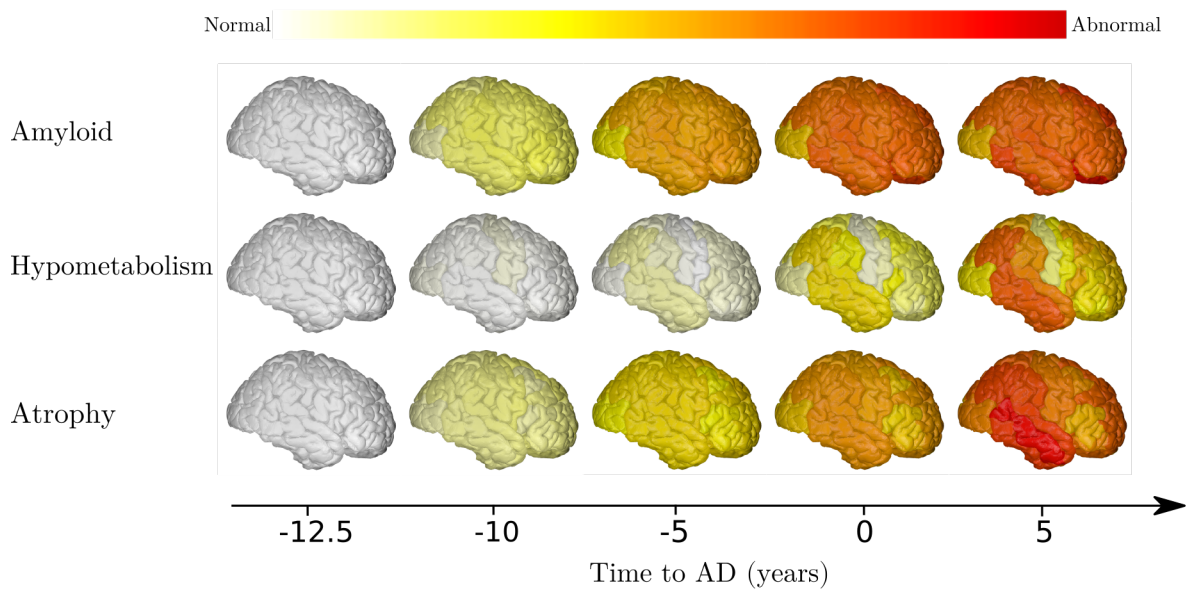 Normal
Abnormal
Amyloid
Hypometabolism
Atrophy
-12.5 -10 -5 0 5
Time to AD (years)